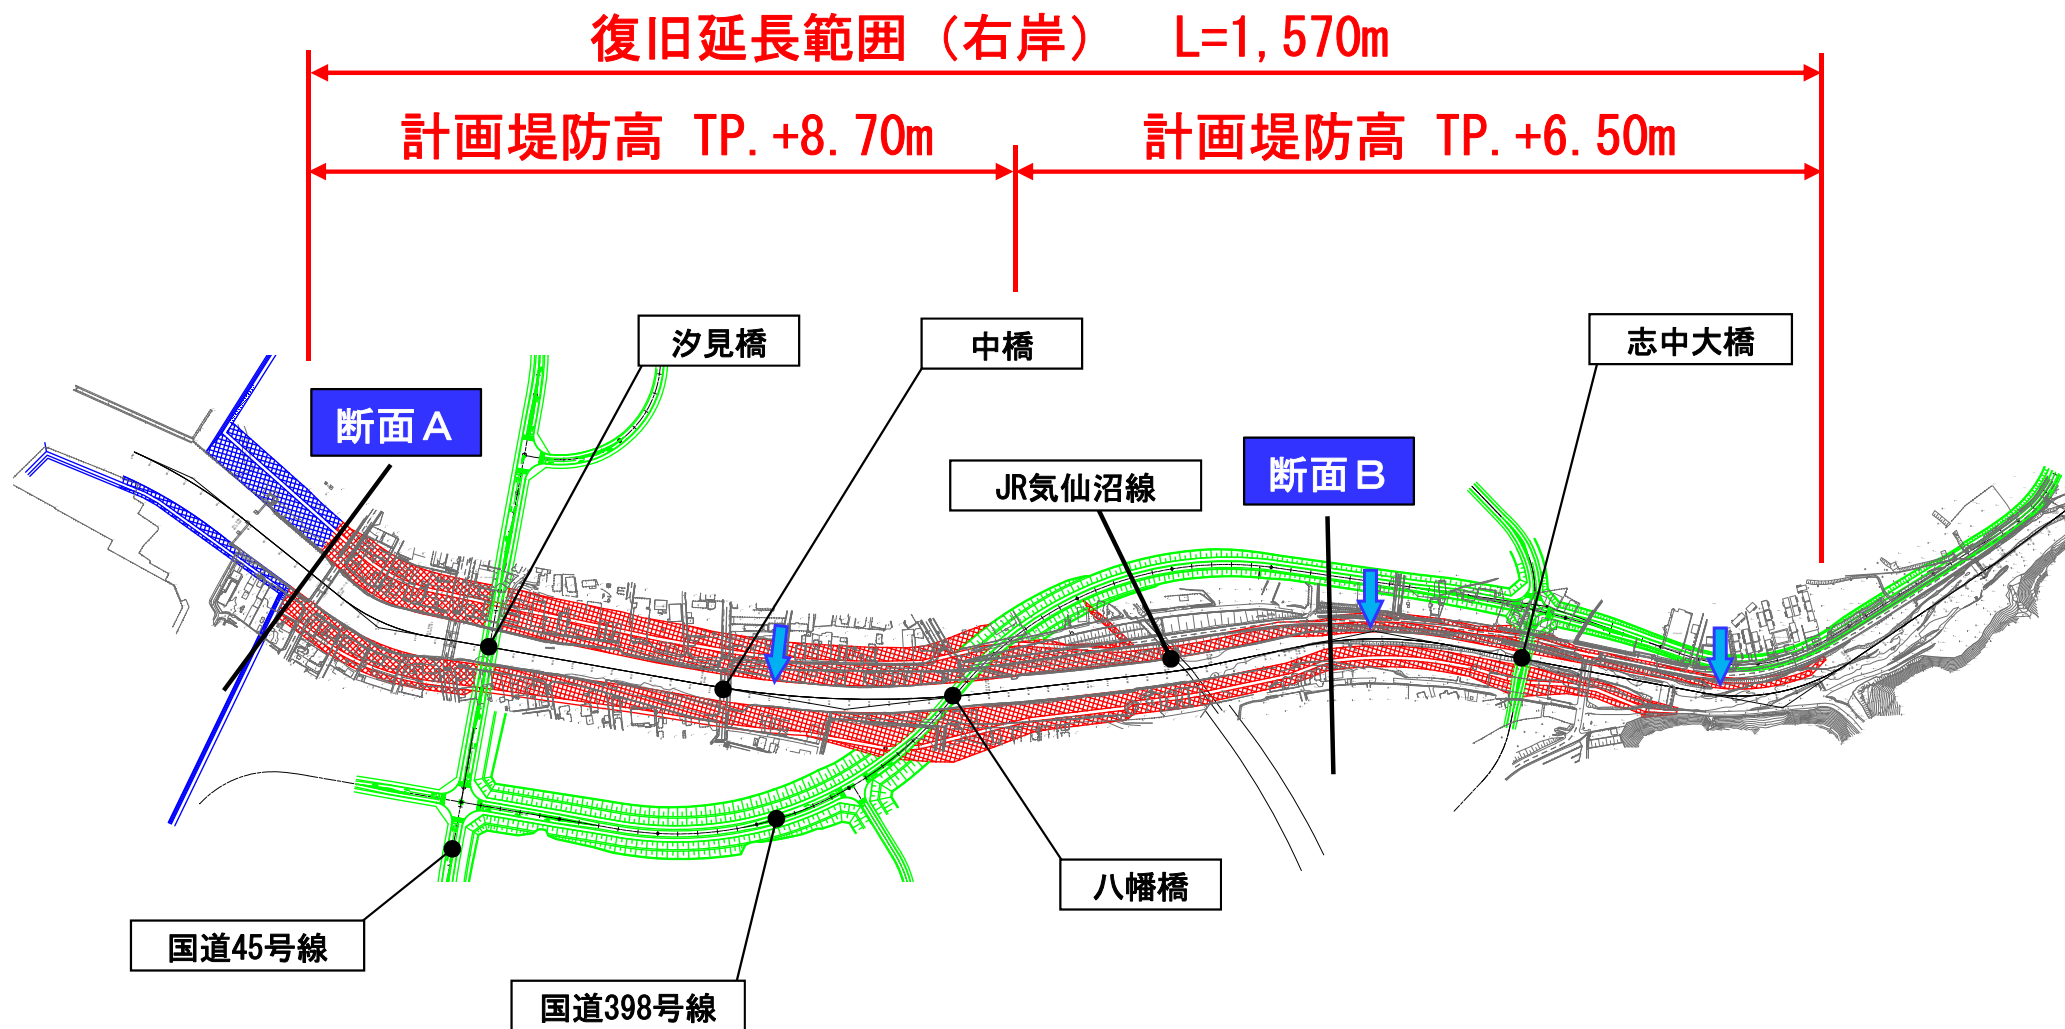 復旧延長範囲（右岸）　L=1,570m
計画堤防高 TP.+8.70m
計画堤防高 TP.+6.50m
汐見橋
中橋
志中大橋
断面Ａ
断面Ｂ
JR気仙沼線
八幡橋
国道45号線
国道398号線